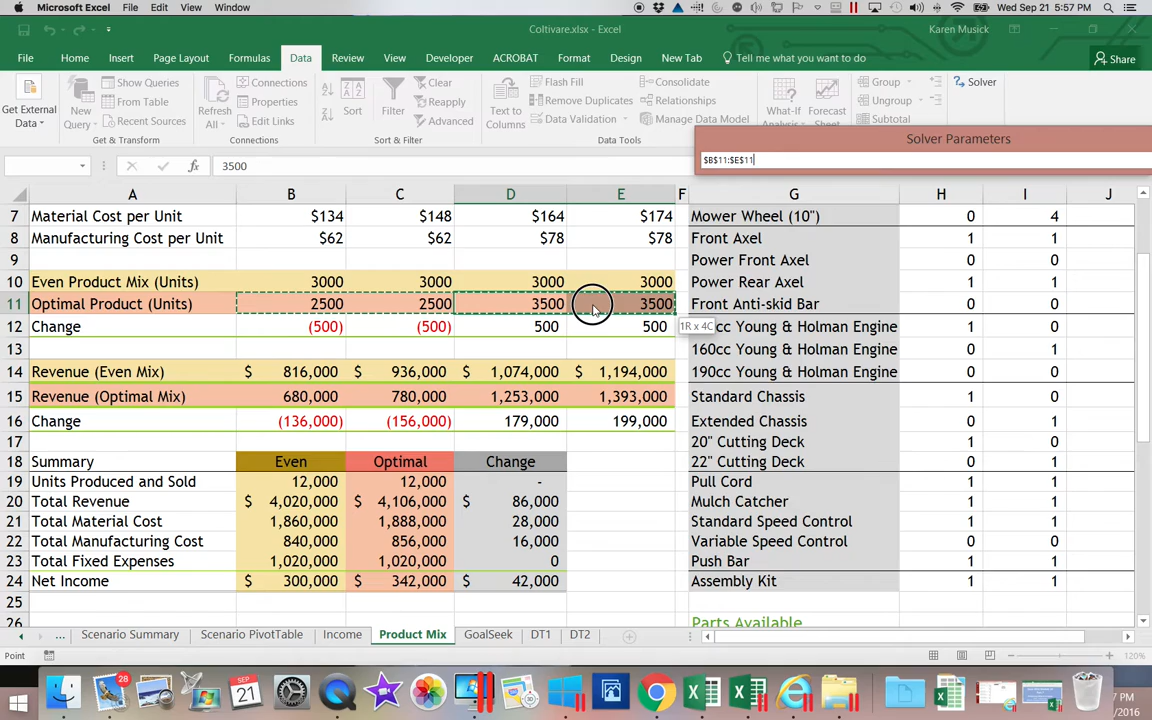 Microsoft Excel File Edit View Window Wed Sep 21 5:57 PM
Coltivare.xlsx - Excel Karen Musick
File Home Insert Page Layout Formulas Data Review View Developer ACROBAT Format Design New Tab Tell me what you want to do Share
Get External Data
New Query
Show Queries
From Table
Recent Sources
Get & Transform
Refresh All
Connections
Properties
Edit Links
Connections
Sort
Filter
Clear
Reapply
Advanced
Sort & Filter
Text to Columns
Flash Fill
Remove Duplicates
Data Validation
Consolidate
Relationships
Manage Data Model
Data Tools
What-If
Forecast
Group
Ungroup
Subtotal
Solver
Solver Parameters
$B$11:$E$11
3500
A B C D E F G H I J
7 Material Cost per Unit $134 $148 $164 $174 Mower Wheel (10") 0 4
8 Manufacturing Cost per Unit $62 $62 $78 $78 Front Axel 1 1
9 Power Front Axel 0 0
10 Even Product Mix (Units) 3000 3000 3000 3000 Power Rear Axel 1 1
11 Optimal Product (Units) 2500 2500 3500 3500 Front Anti-skid Bar 0 0
1R x 4C
12 Change (500) (500) 500 500 cc Young & Holman Engine 1 0
13 160cc Young & Holman Engine 0 1
14 Revenue (Even Mix) $ 816,000 $ 936,000 $ 1,074,000 $ 1,194,000 190cc Young & Holman Engine 0 0
15 Revenue (Optimal Mix) 680,000 780,000 1,253,000 1,393,000 Standard Chassis 1 0
16 Change (136,000) (156,000) 179,000 199,000 Extended Chassis 0 1
17 20" Cutting Deck 1 0
18 Summary Even Optimal Change 22" Cutting Deck 0 1
19 Units Produced and Sold 12,000 12,000 - Pull Cord 1 1
20 Total Revenue $ 4,020,000 $ 4,106,000 $ 86,000 Mulch Catcher 1 1
21 Total Material Cost 1,860,000 1,888,000 28,000 Standard Speed Control 1 1
22 Total Manufacturing Cost 840,000 856,000 16,000 Variable Speed Control 0 0
23 Total Fixed Expenses 1,020,000 1,020,000 0 Push Bar 1 1
24 Net Income $ 300,000 $ 342,000 $ 42,000 Assembly Kit 1 1
25
26 Parts Available
... Scenario Summary Scenario PivotTable Income Product Mix GoalSeek DT1 DT2
Point 120%
28
SEP 21
7 PM
/2016